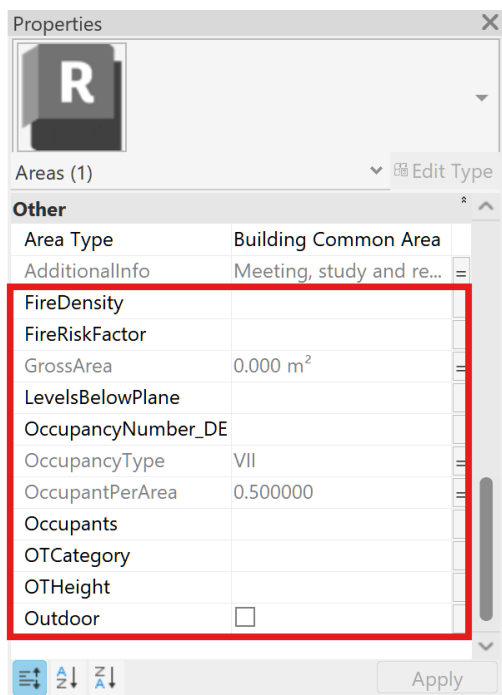 Properties
R
Areas (1)
Edit Type
Other
Area Type Building Common Area
AdditionalInfo Meeting, study and re... =
FireDensity
FireRiskFactor
GrossArea 0.000 m² =
LevelsBelowPlane
OccupancyNumber_DE
OccupancyType VII =
OccupantPerArea 0.500000 =
Occupants
OTCategory
OTHeight
Outdoor
A Z Z A
Apply